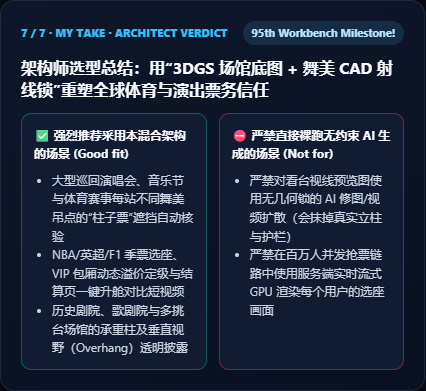 7 / 7 · MY TAKE · ARCHITECT VERDICT
95th Workbench Milestone!
架构师选型总结：用“3DGS 场馆底图 + 舞美 CAD 射
线锁”重塑全球体育与演出票务信任
✅ 强烈推荐采用本混合架构
的场景 (Good fit)
• 大型巡回演唱会、音乐节
与体育赛事每站不同舞美
吊点的“柱子票”遮挡自动核
验
• NBA/英超/F1 季票选座、
VIP 包厢动态溢价定级与结
算页一键升舱对比短视频
• 历史剧院、歌剧院与多挑
台场馆的承重柱及垂直视
野（Overhang）透明披露
⛔ 严禁直接裸跑无约束 AI 生
成的场景 (Not for)
• 严禁对看台视线预览图使
用无几何锁的 AI 修图/视
频扩散（会抹掉真实立柱
与护栏）
• 严禁在百万人并发抢票链
路中使用服务端实时流式
GPU 渲染每个用户的选座
画面